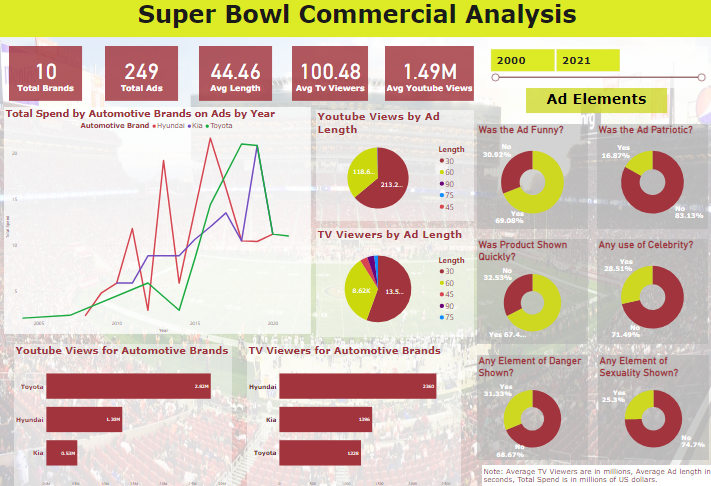 Super Bowl Commercial Analysis
10
Total Brands
249
Total Ads
44.46
Avg Length
100.48
Avg Tv Viewers
1.49M
Avg Youtube Views
2000
2021
Ad Elements
Total Spend by Automotive Brands on Ads by Year
Automotive Brand Hyundai Kia Toyota
20
15
10
5
Total Spend
2005
2010
2015
2020
Year
Youtube Views by Ad
Length
118.6...
213.2...
Length
30
60
90
75
45
TV Viewers by Ad Length
8.62K
13.5...
Length
30
60
45
90
75
Was the Ad Funny?
No
30.92%
Yes
69.08%
Was the Ad Patriotic?
Yes
16.87%
No
83.13%
Was Product Shown
Quickly?
No
32.53%
Yes 67.4...
Any use of Celebrity?
Yes
28.51%
No
71.49%
Any Element of Danger
Shown?
Yes
31.33%
No
68.67%
Any Element of
Sexuality Shown?
Yes
25.3%
No
74.7%
Youtube Views for Automotive Brands
Toyota
2.82M
Hyundai
1.30M
Kia
0.53M
TV Viewers for Automotive Brands
Hyundai
2360
Kia
1396
Toyota
1228
Note: Average TV Viewers are in millions, Average Ad length in
seconds, Total Spend is in millions of US dollars.